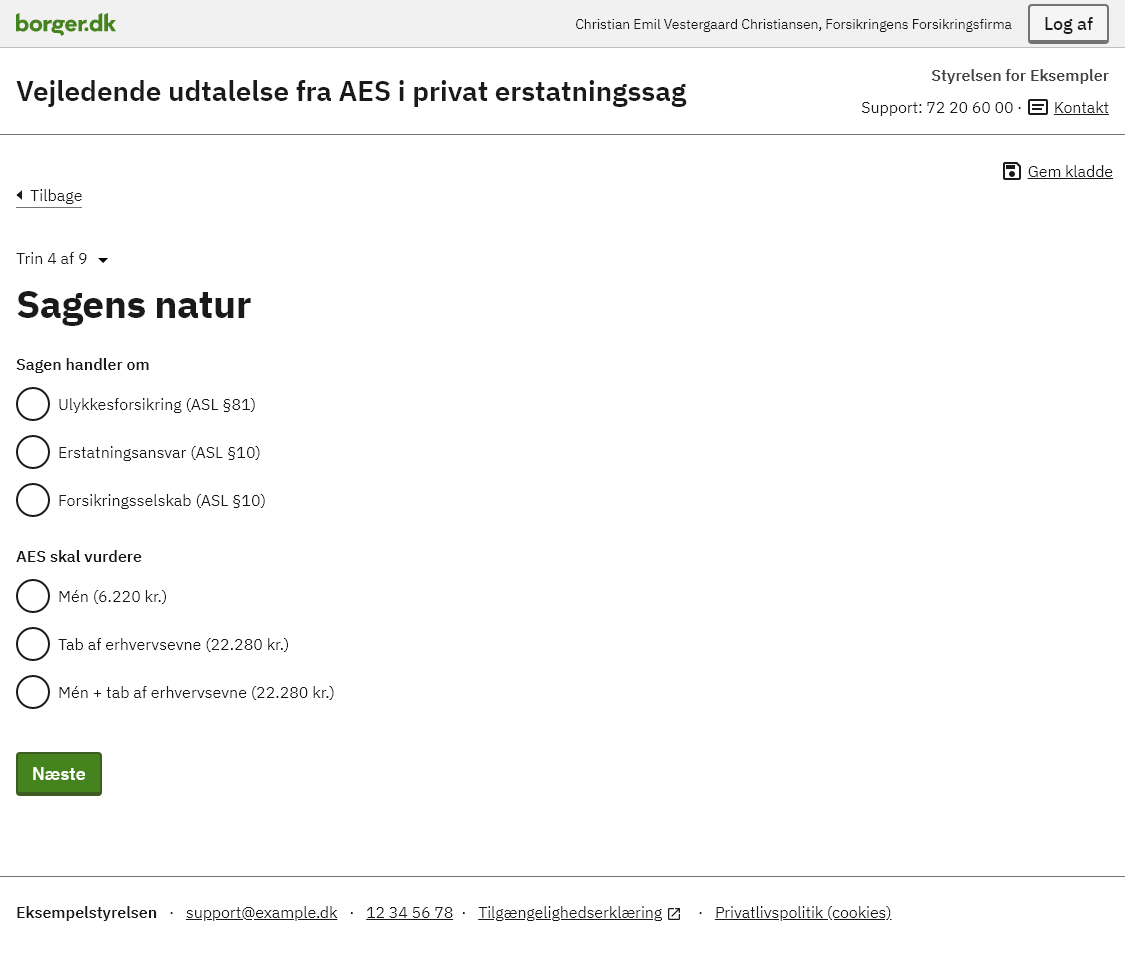 borger.dk
Christian Emil Vestergaard Christiansen, Forsikringens Forsikringsfirma
Log af
Vejledende udtalelse fra AES i privat erstatningssag
Styrelsen for Eksempler
Support: 72 20 60 00 · Kontakt
Gem kladde
Tilbage
Trin 4 af 9
Sagens natur
Sagen handler om
Ulykkesforsikring (ASL §81)
Erstatningsansvar (ASL §10)
Forsikringsselskab (ASL §10)
AES skal vurdere
Mén (6.220 kr.)
Tab af erhvervsevne (22.280 kr.)
Mén + tab af erhvervsevne (22.280 kr.)
Næste
Eksempelstyrelsen · support@example.dk · 12 34 56 78 · Tilgængelighedserklæring · Privatlivspolitik (cookies)